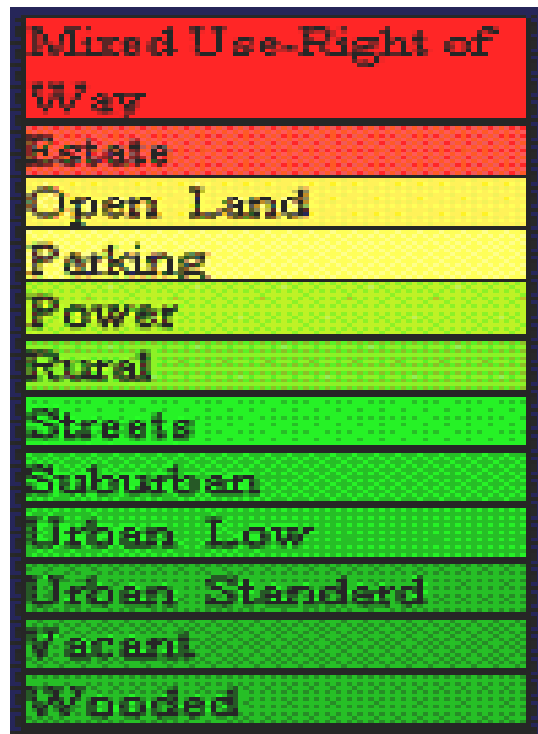 Mixed Use-Right of
Way
Estate
Open Land
Parking
Power
Rural
Streets
Suburban
Urban Low
Urban Standard
Vacant
Wooded